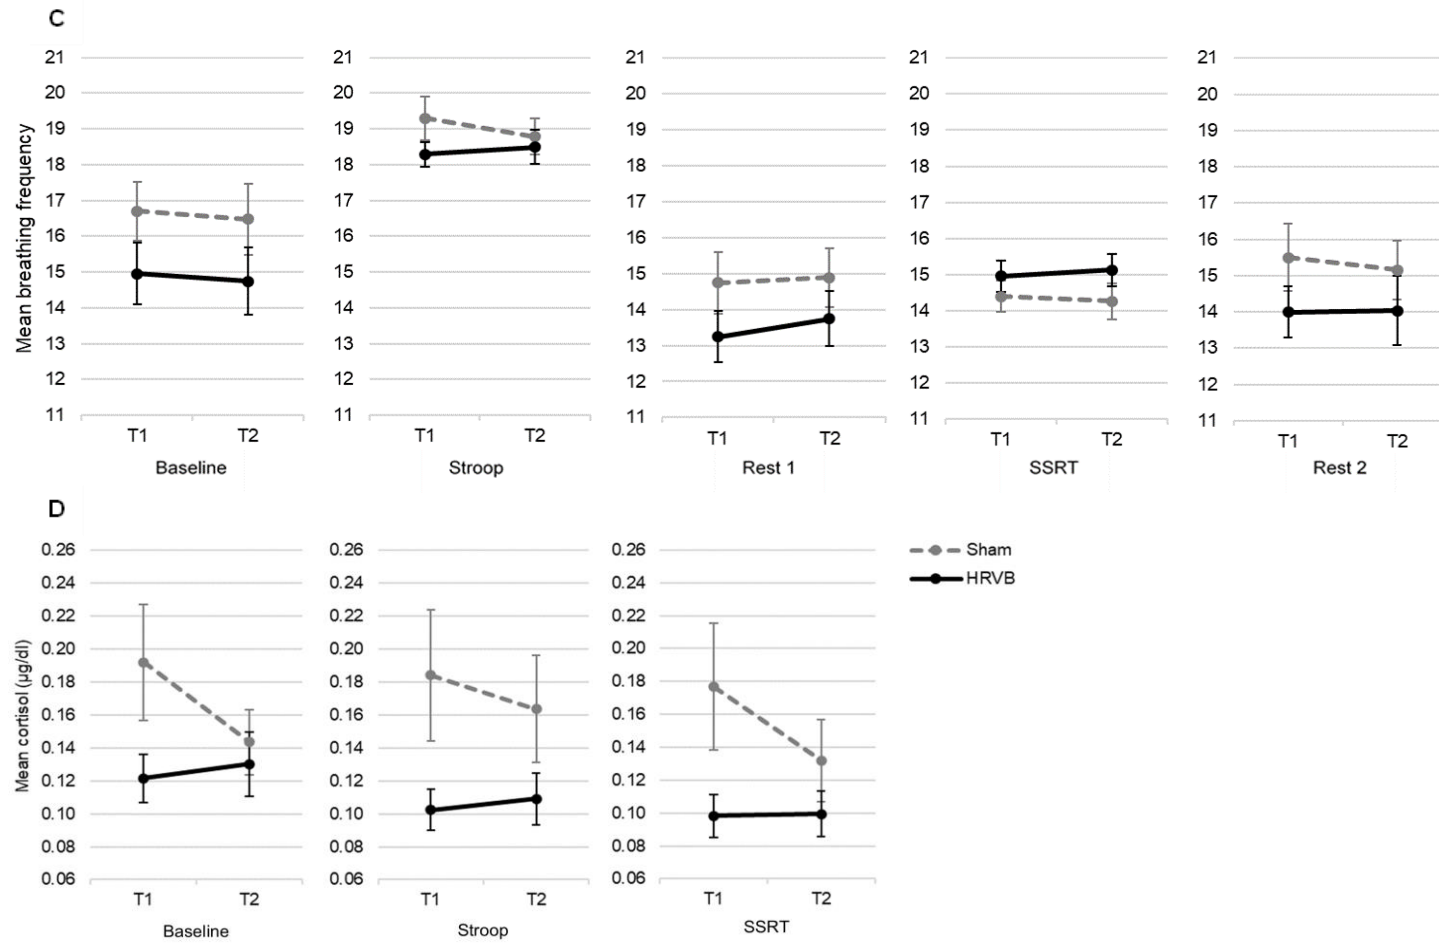 C
Mean breathing frequency
21 21 21 21 21
20 20 20 20 20
19 19 19 19 19
18 18 18 18 18
17 17 17 17 17
16 16 16 16 16
15 15 15 15 15
14 14 14 14 14
13 13 13 13 13
12 12 12 12 12
11 11 11 11 11
T1 T2 T1 T2 T1 T2 T1 T2 T1 T2
Baseline Stroop Rest 1 SSRT Rest 2
D
Mean cortisol (µg/dl)
0.26 0.26 0.26
0.24 0.24 0.24
0.22 0.22 0.22
0.20 0.20 0.20
0.18 0.18 0.18
0.16 0.16 0.16
0.14 0.14 0.14
0.12 0.12 0.12
0.10 0.10 0.10
0.08 0.08 0.08
0.06 0.06 0.06
T1 T2 T1 T2 T1 T2
Baseline Stroop SSRT
Sham
HRVB